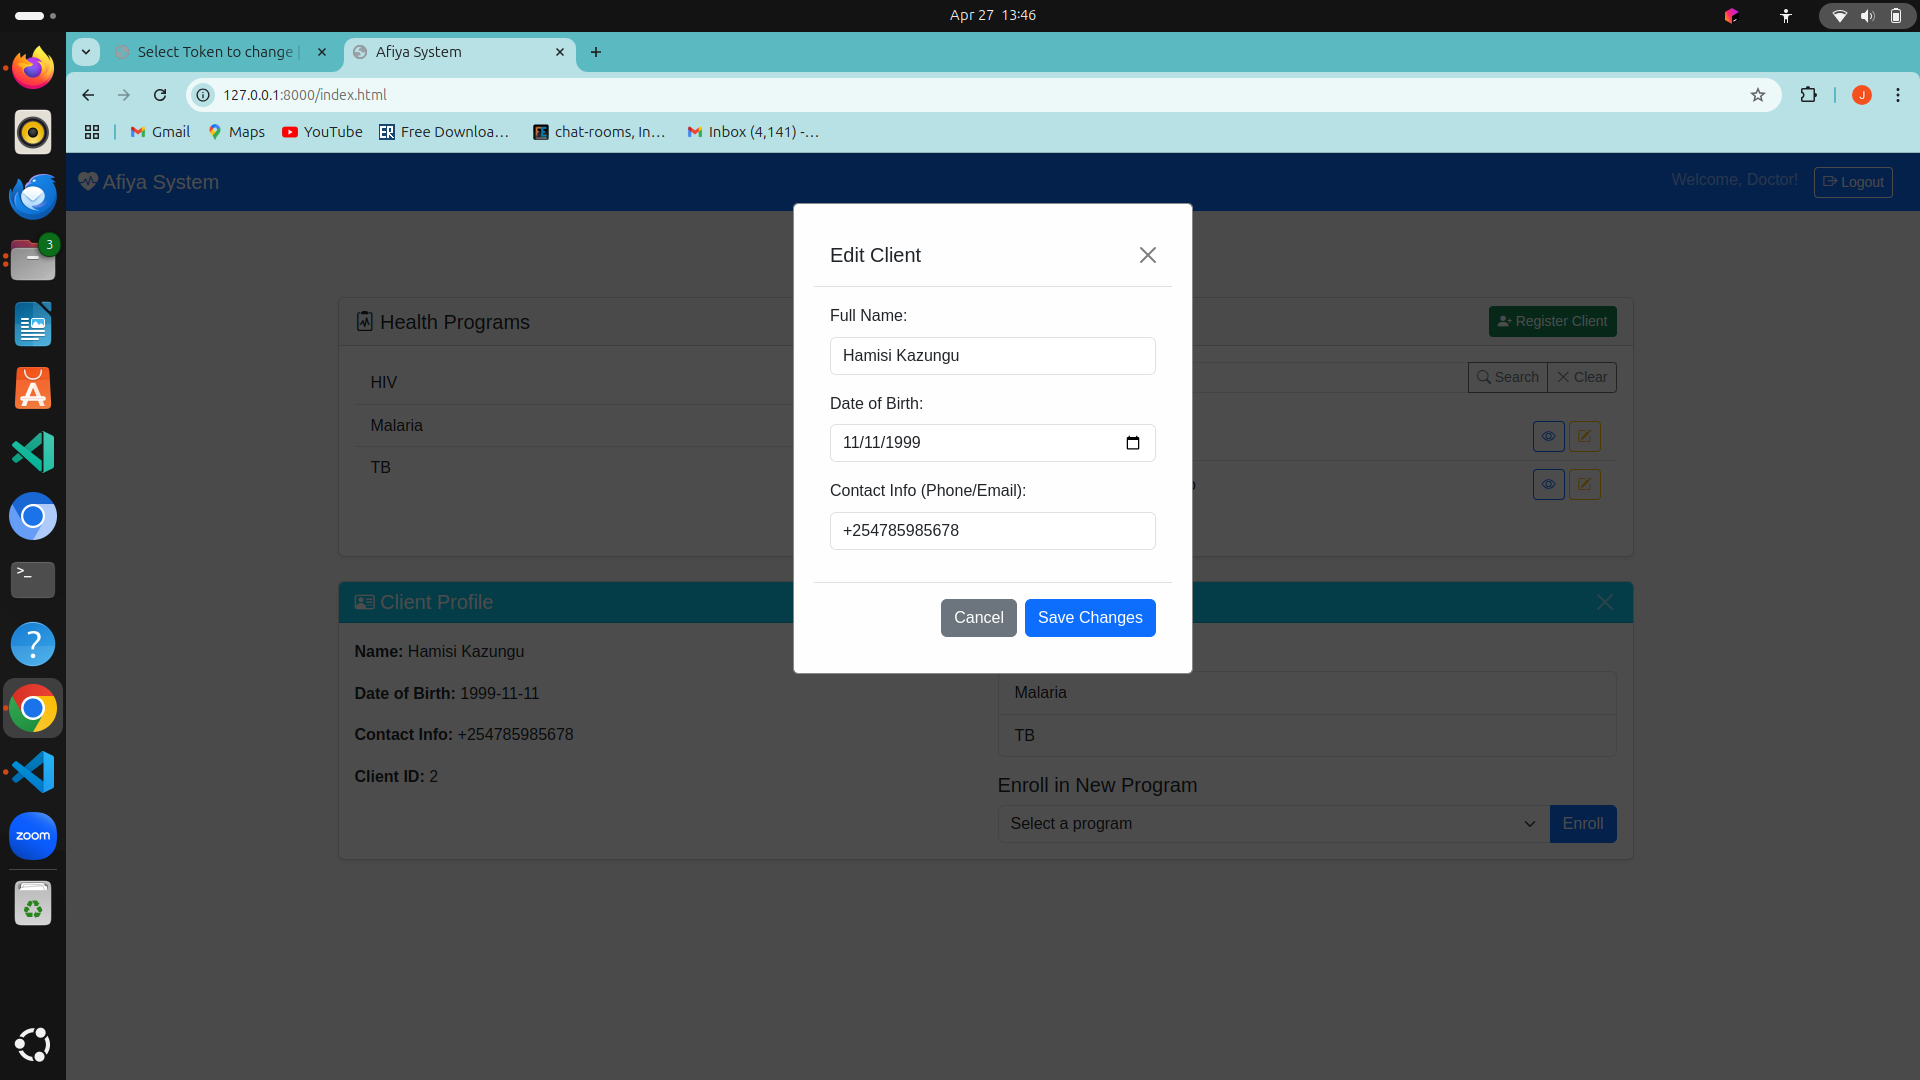 Apr 27 13:46
Select Token to change |
Afiya System
127.0.0.1:8000/index.html
J
Gmail
Maps
YouTube
Free Downloa...
chat-rooms, In...
Inbox (4,141) -...
3
Afiya System
Welcome, Doctor!
Logout
Edit Client
Full Name:
Hamisi Kazungu
Date of Birth:
11/11/1999
Contact Info (Phone/Email):
+254785985678
Cancel
Save Changes
Health Programs
HIV
Malaria
TB
Register Client
Search
Clear
Client Profile
Name: Hamisi Kazungu
Date of Birth: 1999-11-11
Contact Info: +254785985678
Client ID: 2
Malaria
TB
Enroll in New Program
Select a program
Enroll
zoom